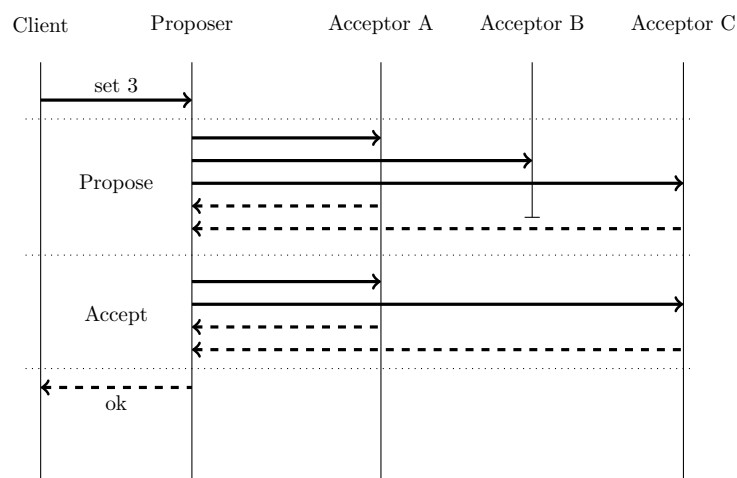 Client Proposer Acceptor A Acceptor B Acceptor C
set 3
Propose
Accept
ok